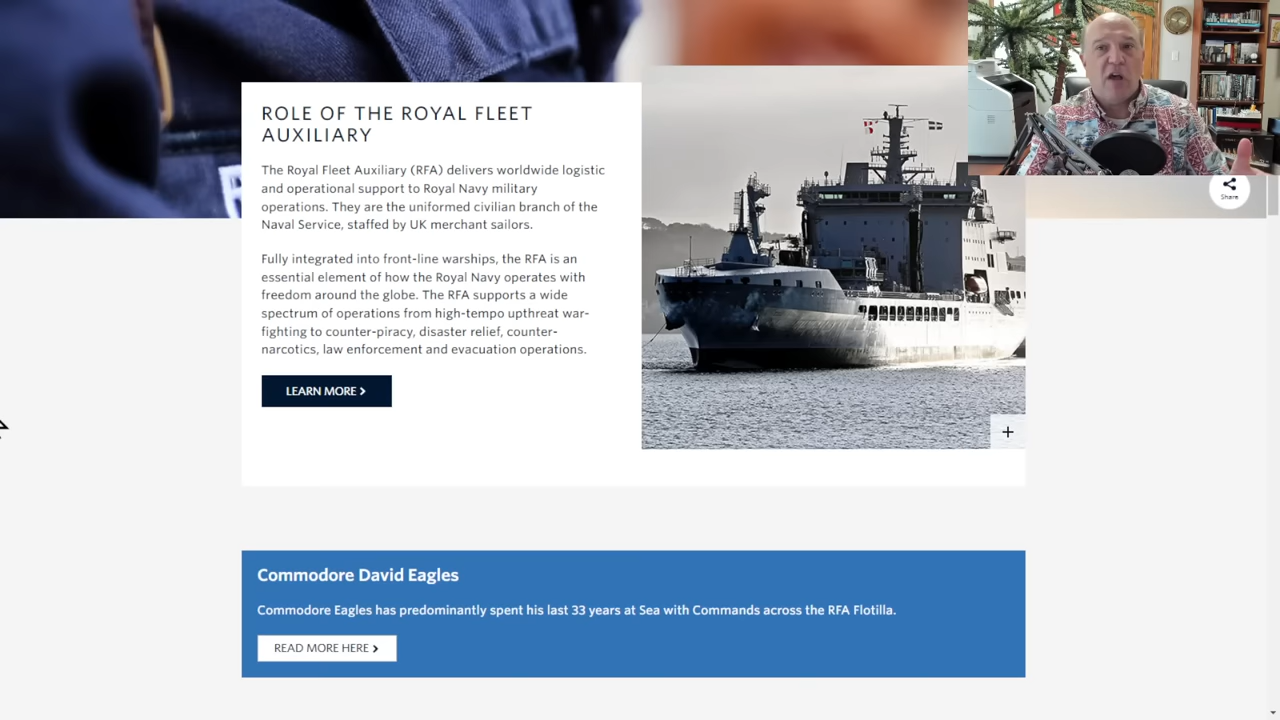 ROLE OF THE ROYAL FLEET
AUXILIARY
The Royal Fleet Auxiliary (RFA) delivers worldwide logistic
and operational support to Royal Navy military
operations. They are the uniformed civilian branch of the
Naval Service, staffed by UK merchant sailors.
Fully integrated into front-line warships, the RFA is an
essential element of how the Royal Navy operates with
freedom around the globe. The RFA supports a wide
spectrum of operations from high-tempo upthreat war-
fighting to counter-piracy, disaster relief, counter-
narcotics, law enforcement and evacuation operations.
LEARN MORE >
+
Share
Commodore David Eagles
Commodore Eagles has predominantly spent his last 33 years at Sea with Commands across the RFA Flotilla.
READ MORE HERE >